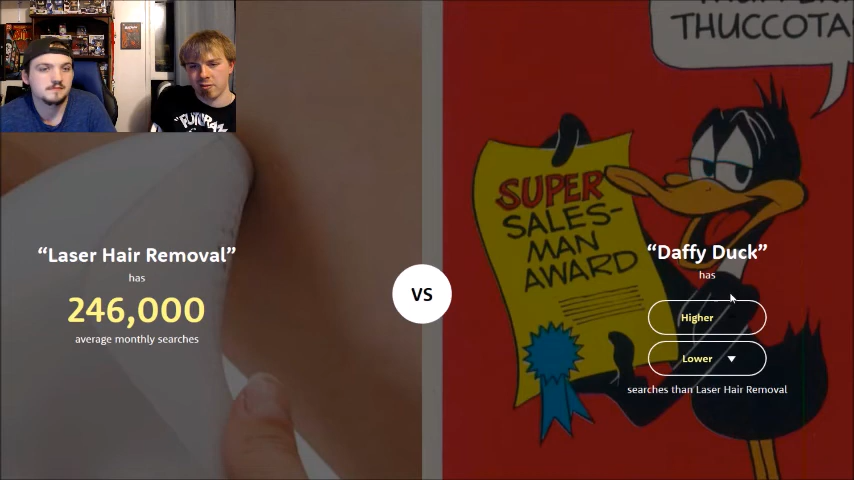 THUCCOTA
SUPER
SALES-
MAN
AWARD
“Laser Hair Removal”
has
246,000
average monthly searches
VS
“Daffy Duck”
has
Higher
Lower
searches than Laser Hair Removal